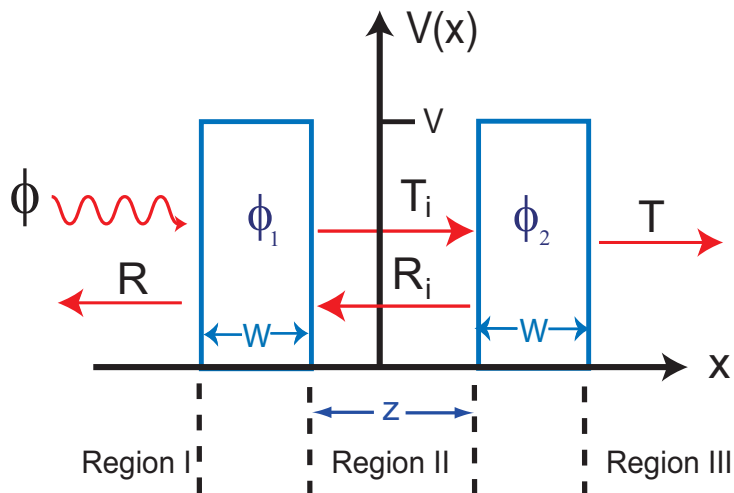 V(x)
V
ϕ
ϕ1
Ti
ϕ2
T
R
Ri
W
W
x
z
Region I
Region II
Region III